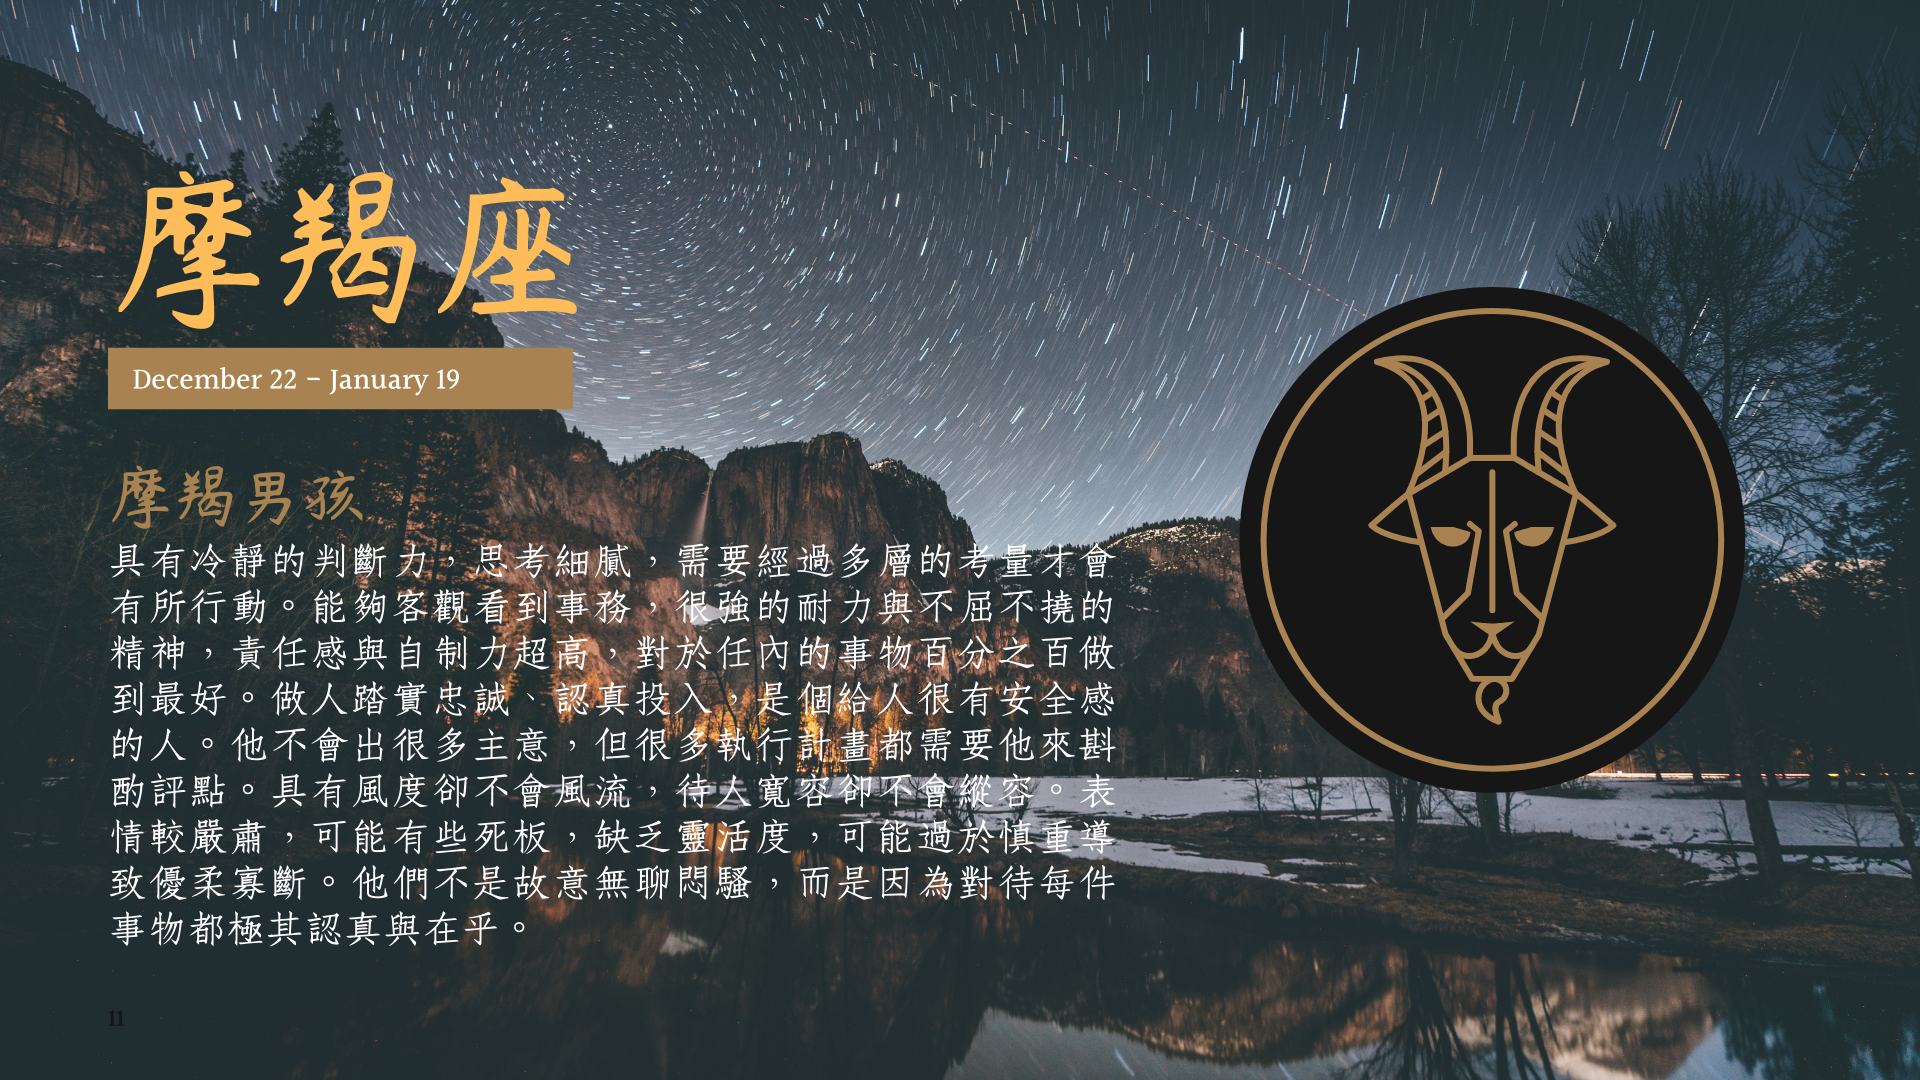 摩羯座
December 22 – January 19
摩羯男孩
具有冷靜的判斷力，思考細膩，需要經過多層的考量才會
有所行動。能夠客觀看到事務，很強的耐力與不屈不撓的
精神，責任感與自制力超高，對於任內的事物百分之百做
到最好。做人踏實忠誠、認真投入，是個給人很有安全感
的人。他不會出很多主意，但很多執行計畫都需要他來斟
酌評點。具有風度卻不會風流，待人寬容卻不會縱容。表
情較嚴肅，可能有些死板，缺乏靈活度，可能過於慎重導
致優柔寡斷。他們不是故意無聊悶騷，而是因為對待每件
事物都極其認真與在乎。
11